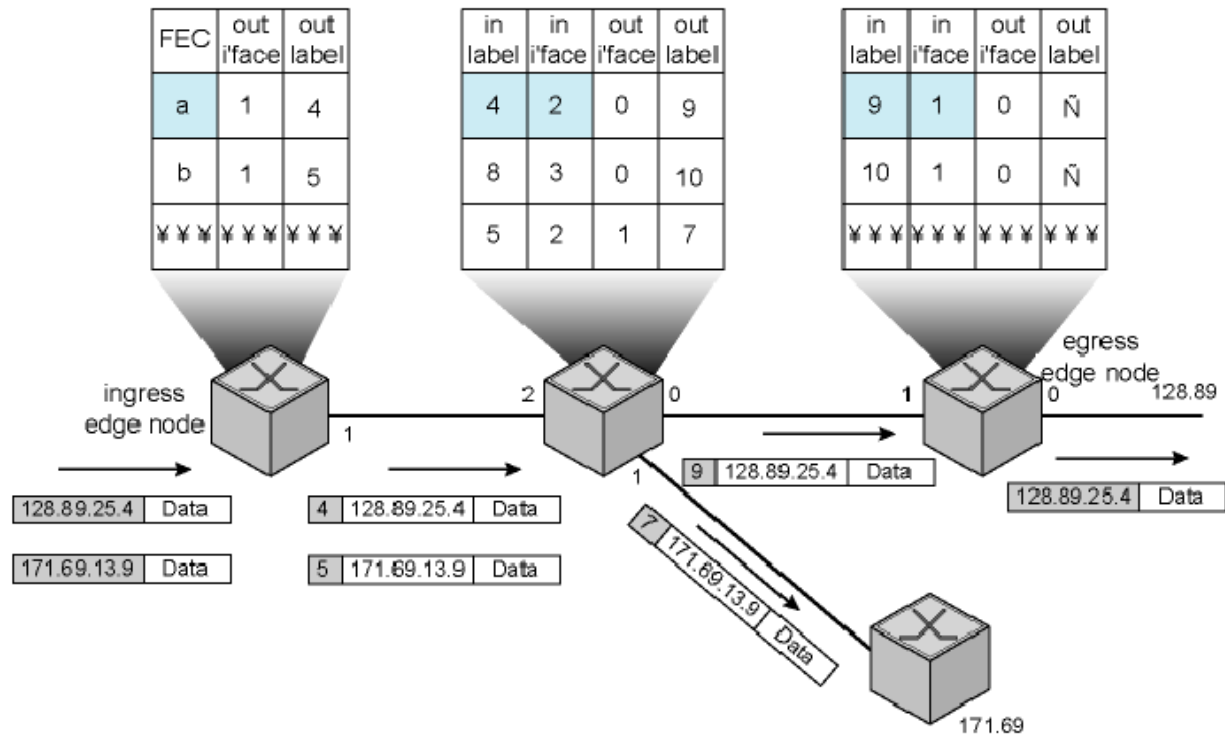 FEC out i'face out label
a 1 4
b 1 5
¥ ¥ ¥ ¥ ¥ ¥ ¥ ¥ ¥
in label in i'face out i'face out label
4 2 0 9
8 3 0 10
5 2 1 7
in label in i'face out i'face out label
9 1 0 Ñ
10 1 0 Ñ
¥ ¥ ¥ ¥ ¥ ¥ ¥ ¥ ¥ ¥ ¥ ¥
ingress
edge node
1
2
0
1
1
egress
edge node
0
128.89
128.89.25.4 Data
171.69.13.9 Data
4 128.89.25.4 Data
5 171.69.13.9 Data
9 128.89.25.4 Data
7 171.69.13.9 Data
128.89.25.4 Data
171.69